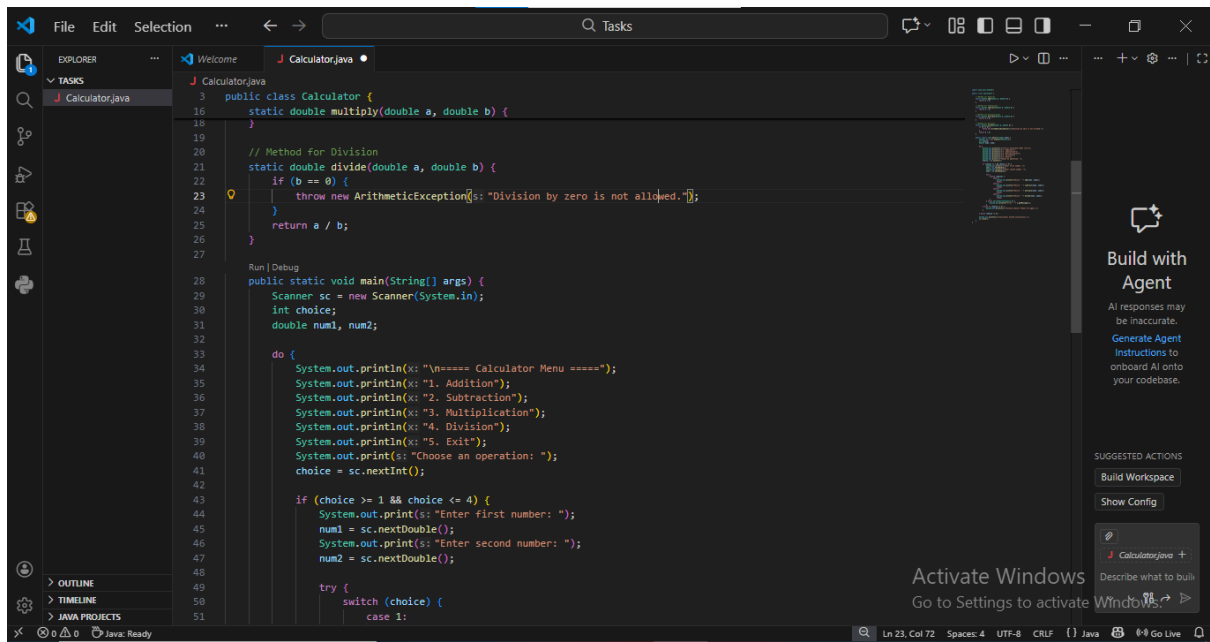 File Edit Selection ··· Tasks
EXPLORER ···
TASKS
J Calculator.java
Welcome
J Calculator.java
J Calculator.java
3 public class Calculator {
16 static double multiply(double a, double b) {
18 }
19
20 // Method for Division
21 static double divide(double a, double b) {
22 if (b == 0) {
23 throw new ArithmeticException(s: "Division by zero is not allowed.");
24 }
25 return a / b;
26 }
27
Run | Debug
28 public static void main(String[] args) {
29 Scanner sc = new Scanner(System.in);
30 int choice;
31 double num1, num2;
32
33 do {
34 System.out.println(x: "\n===== Calculator Menu =====");
35 System.out.println(x: "1. Addition");
36 System.out.println(x: "2. Subtraction");
37 System.out.println(x: "3. Multiplication");
38 System.out.println(x: "4. Division");
39 System.out.println(x: "5. Exit");
40 System.out.print(s: "Choose an operation: ");
41 choice = sc.nextInt();
42
43 if (choice >= 1 && choice <= 4) {
44 System.out.print(s: "Enter first number: ");
45 num1 = sc.nextDouble();
46 System.out.print(s: "Enter second number: ");
47 num2 = sc.nextDouble();
48
49 try {
50 switch (choice) {
51 case 1:
OUTLINE
TIMELINE
JAVA PROJECTS
Build with
Agent
AI responses may
be inaccurate.
Generate Agent
Instructions to
onboard AI onto
your codebase.
SUGGESTED ACTIONS
Build Workspace
Show Config
J Calculator.java +
Describe what to buil
Activate Windows
Go to Settings to activate Windows.
0 0 Java: Ready
Ln 23, Col 72 Spaces: 4 UTF-8 CRLF {} Java Go Live